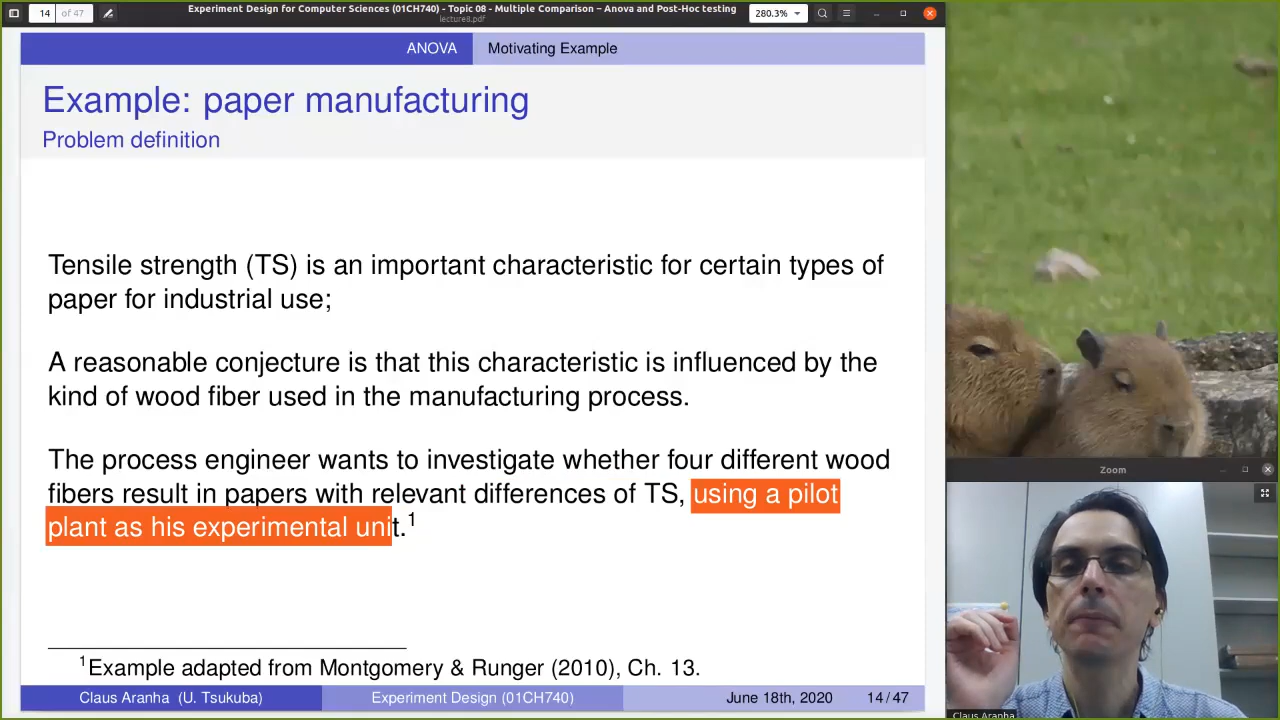 Experiment Design for Computer Sciences (01CH740) - Topic 08 - Multiple Comparison – Anova and Post-Hoc testing
lecture8.pdf
14 of 47
280.3%
ANOVA Motivating Example
Example: paper manufacturing
Problem definition
Tensile strength (TS) is an important characteristic for certain types of
paper for industrial use;
A reasonable conjecture is that this characteristic is influenced by the
kind of wood fiber used in the manufacturing process.
The process engineer wants to investigate whether four different wood
fibers result in papers with relevant differences of TS, using a pilot
plant as his experimental unit.1
1Example adapted from Montgomery & Runger (2010), Ch. 13.
Claus Aranha (U. Tsukuba) Experiment Design (01CH740) June 18th, 2020 14 / 47
Zoom
Claus Aranha